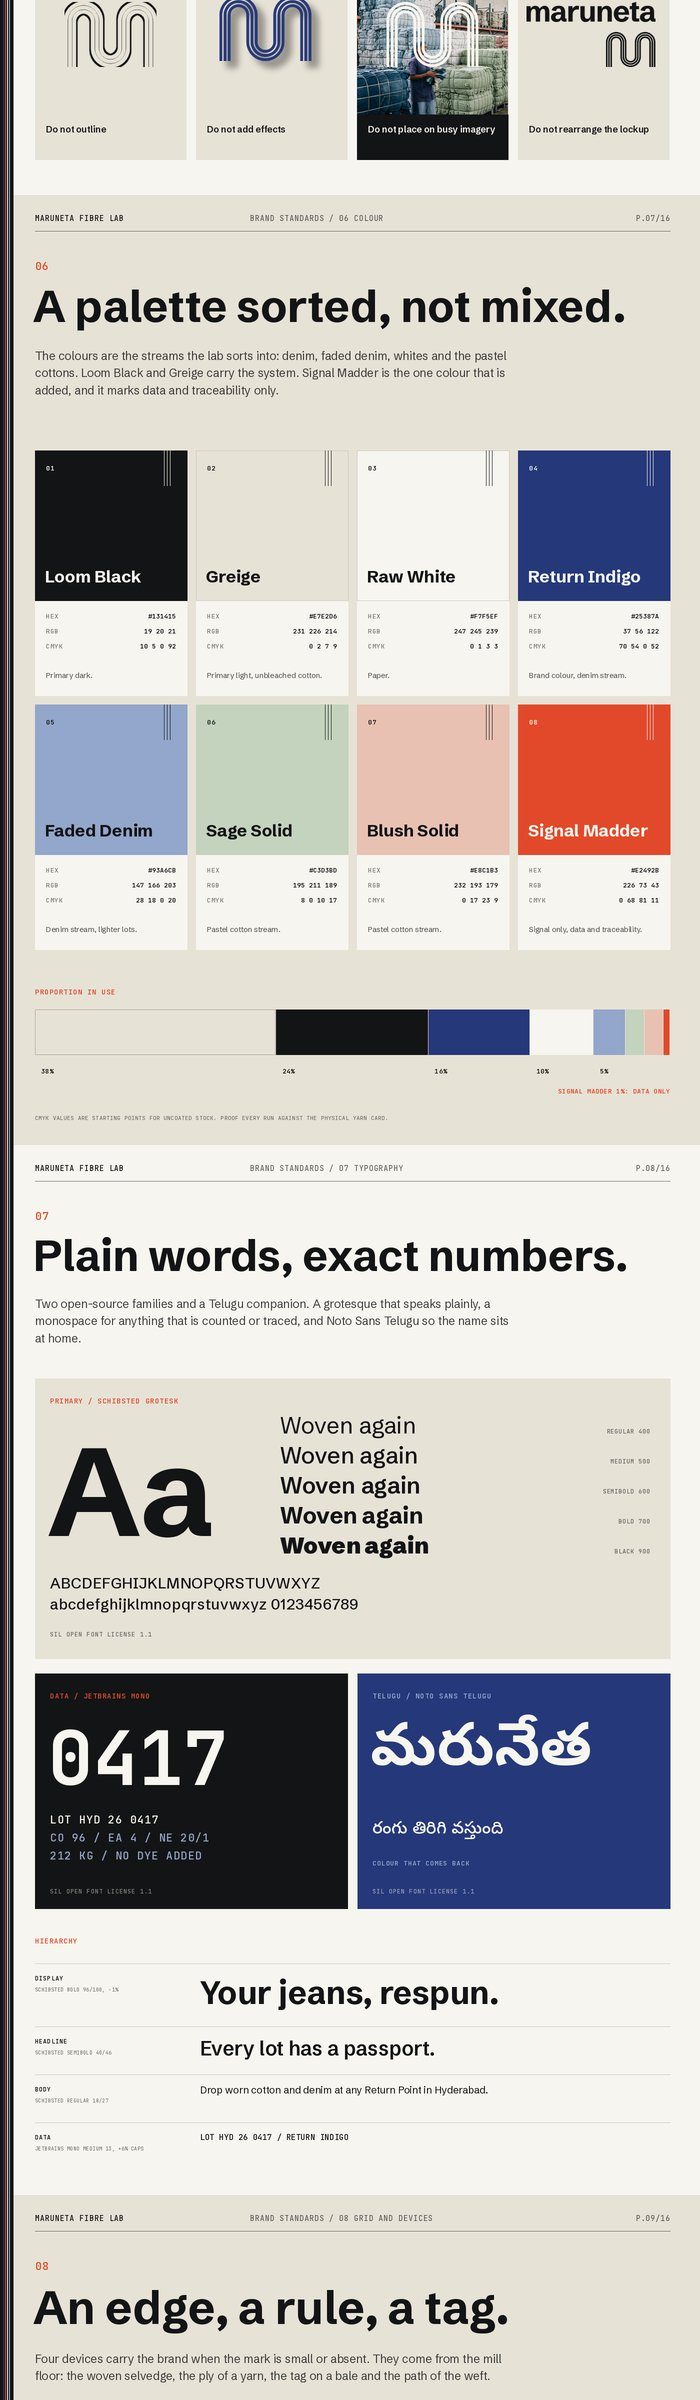 maruneta
Do not outline
Do not add effects
Do not place on busy imagery
Do not rearrange the lockup
MARUNETA FIBRE LAB
BRAND STANDARDS / 06 COLOUR
P.07/16
06
A palette sorted, not mixed.
The colours are the streams the lab sorts into: denim, faded denim, whites and the pastel
cottons. Loom Black and Greige carry the system. Signal Madder is the one colour that is
added, and it marks data and traceability only.
01
Loom Black
HEX #131415
RGB 19 20 21
CMYK 10 5 0 92
Primary dark.
02
Greige
HEX #E7E2D6
RGB 231 226 214
CMYK 0 2 7 9
Primary light, unbleached cotton.
03
Raw White
HEX #F7F5EF
RGB 247 245 239
CMYK 0 1 3 3
Paper.
04
Return Indigo
HEX #25387A
RGB 37 56 122
CMYK 70 54 0 52
Brand colour, denim stream.
05
Faded Denim
HEX #93A6CB
RGB 147 166 203
CMYK 28 18 0 20
Denim stream, lighter lots.
06
Sage Solid
HEX #C3D3BD
RGB 195 211 189
CMYK 8 0 10 17
Pastel cotton stream.
07
Blush Solid
HEX #E8C1B3
RGB 232 193 179
CMYK 0 17 23 9
Pastel cotton stream.
08
Signal Madder
HEX #E2492B
RGB 226 73 43
CMYK 0 68 81 11
Signal only, data and traceability.
PROPORTION IN USE
38%
24%
16%
10%
5%
SIGNAL MADDER 1%: DATA ONLY
CMYK VALUES ARE STARTING POINTS FOR UNCOATED STOCK. PROOF EVERY RUN AGAINST THE PHYSICAL YARN CARD.
MARUNETA FIBRE LAB
BRAND STANDARDS / 07 TYPOGRAPHY
P.08/16
07
Plain words, exact numbers.
Two open-source families and a Telugu companion. A grotesque that speaks plainly, a
monospace for anything that is counted or traced, and Noto Sans Telugu so the name sits
at home.
PRIMARY / SCHIBSTED GROTESK
Aa
Woven again
REGULAR 400
Woven again
MEDIUM 500
Woven again
SEMIBOLD 600
Woven again
BOLD 700
Woven again
BLACK 900
ABCDEFGHIJKLMNOPQRSTUVWXYZ
abcdefghijklmnopqrstuvwxyz 0123456789
SIL OPEN FONT LICENSE 1.1
DATA / JETBRAINS MONO
0417
LOT HYD 26 0417
CO 96 / EA 4 / NE 20/1
212 KG / NO DYE ADDED
SIL OPEN FONT LICENSE 1.1
TELUGU / NOTO SANS TELUGU
మరునేత
రంగు తిరిగి వస్తుంది
COLOUR THAT COMES BACK
SIL OPEN FONT LICENSE 1.1
HIERARCHY
DISPLAY
SCHIBSTED BOLD 96/100, -1%
Your jeans, respun.
HEADLINE
SCHIBSTED SEMIBOLD 40/46
Every lot has a passport.
BODY
SCHIBSTED REGULAR 18/27
Drop worn cotton and denim at any Return Point in Hyderabad.
DATA
JETBRAINS MONO MEDIUM 13, +6% CAPS
LOT HYD 26 0417 / RETURN INDIGO
MARUNETA FIBRE LAB
BRAND STANDARDS / 08 GRID AND DEVICES
P.09/16
08
An edge, a rule, a tag.
Four devices carry the brand when the mark is small or absent. They come from the mill
floor: the woven selvedge, the ply of a yarn, the tag on a bale and the path of the weft.